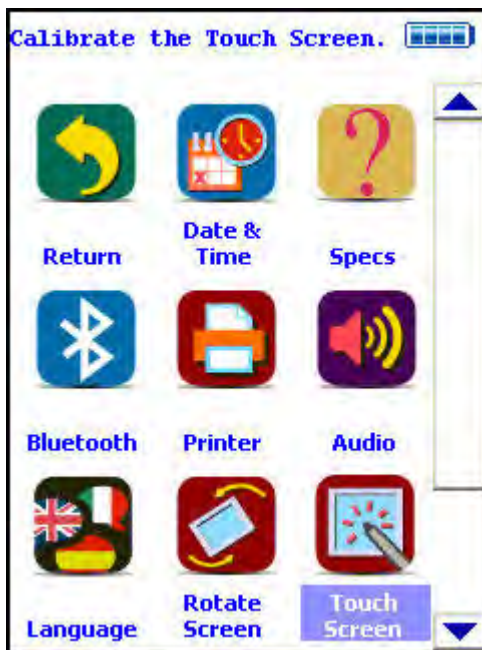 Calibrate the Touch Screen.
Return
Date &
Time
Specs
Bluetooth
Printer
Audio
Language
Rotate
Screen
Touch
Screen